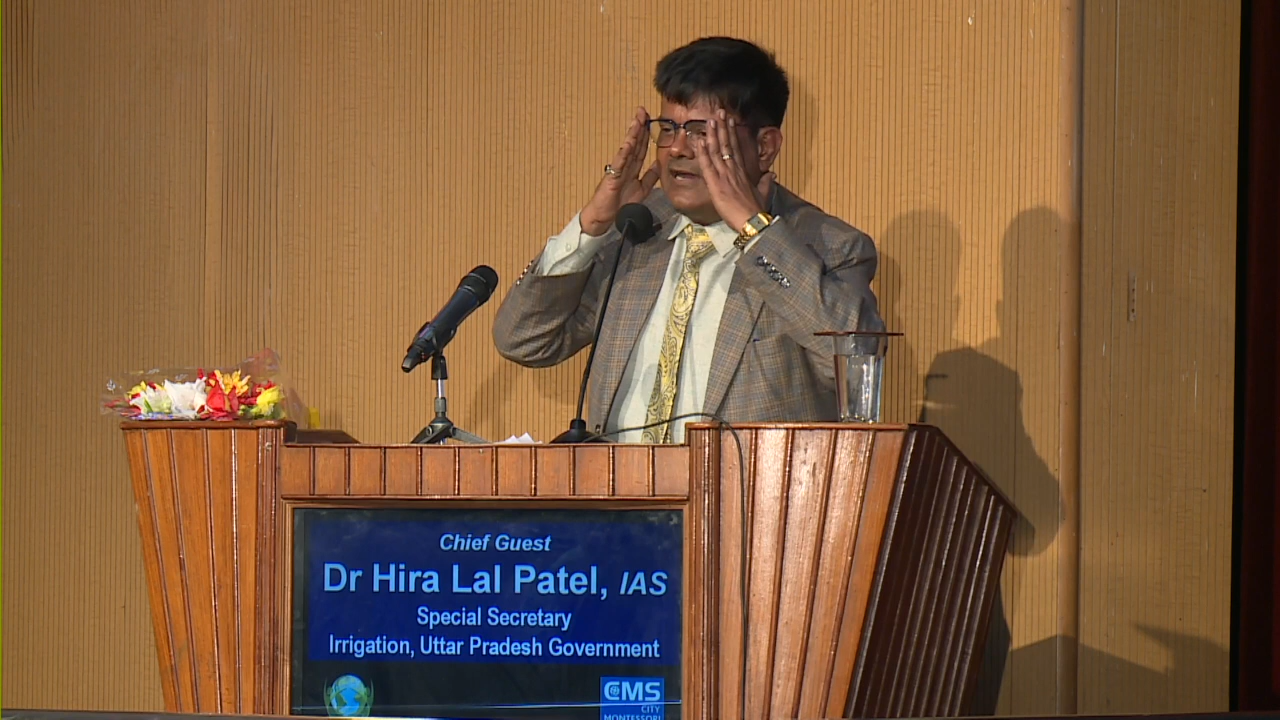 Chief Guest
Dr Hira Lal Patel, IAS
Special Secretary
Irrigation, Uttar Pradesh Government
CMS
CITY
MONTESSORI